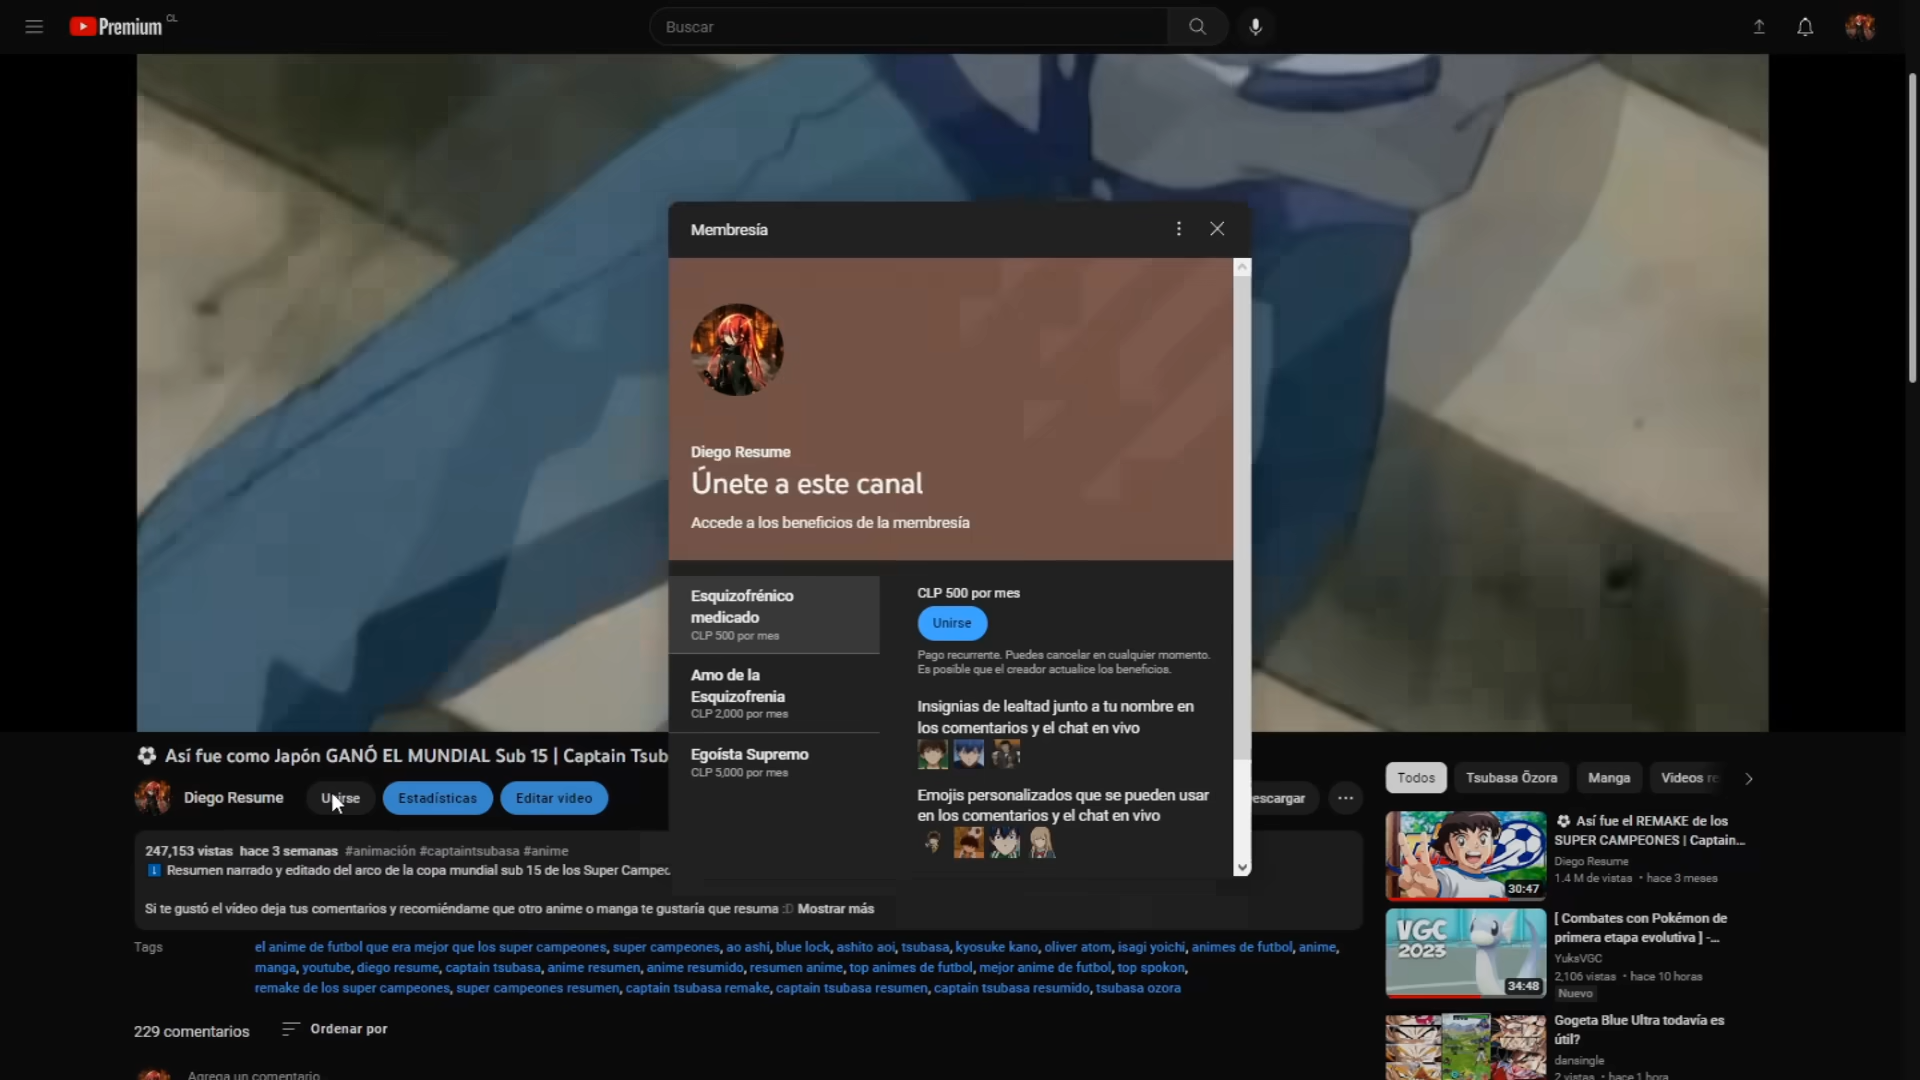 Premium CL
Buscar
Membresía
Diego Resume
Únete a este canal
Accede a los beneficios de la membresía
Esquizofrénico
medicado
CLP 500 por mes
Amo de la
Esquizofrenia
CLP 2,000 por mes
Egoísta Supremo
CLP 5,000 por mes
CLP 500 por mes
Unirse
Pago recurrente. Puedes cancelar en cualquier momento.
Es posible que el creador actualice los beneficios.
Insignias de lealtad junto a tu nombre en
los comentarios y el chat en vivo
Emojis personalizados que se pueden usar
en los comentarios y el chat en vivo
Así fue como Japón GANÓ EL MUNDIAL Sub 15 | Captain Tsub
Diego Resume
Unirse
Estadísticas
Editar video
escargar
247,153 vistas hace 3 semanas #animación #captaintsubasa #anime
Resumen narrado y editado del arco de la copa mundial sub 15 de los Super Campec
Si te gustó el vídeo deja tus comentarios y recomiéndame que otro anime o manga te gustaría que resuma :D Mostrar más
Tags
el anime de futbol que era mejor que los super campeones, super campeones, ao ashi, blue lock, ashito aoi, tsubasa, kyosuke kano, oliver atom, isagi yoichi, animes de futbol, anime,
manga, youtube, diego resume, captain tsubasa, anime resumen, anime resumido, resumen anime, top animes de futbol, mejor anime de futbol, top spokon,
remake de los super campeones, super campeones resumen, captain tsubasa remake, captain tsubasa resumen, captain tsubasa resumido, tsubasa ozora
229 comentarios
Ordenar por
Agrega un comentario...
Todos
Tsubasa Ōzora
Manga
Videos re
Así fue el REMAKE de los
SUPER CAMPEONES | Captain...
Diego Resume
1.4 M de vistas • hace 3 meses
30:47
[ Combates con Pokémon de
primera etapa evolutiva ] -...
YuksVGC
2,106 vistas • hace 10 horas
Nuevo
VGC
2023
34:48
Gogeta Blue Ultra todavía es
útil?
dansingle
2 vistas • hace 1 hora